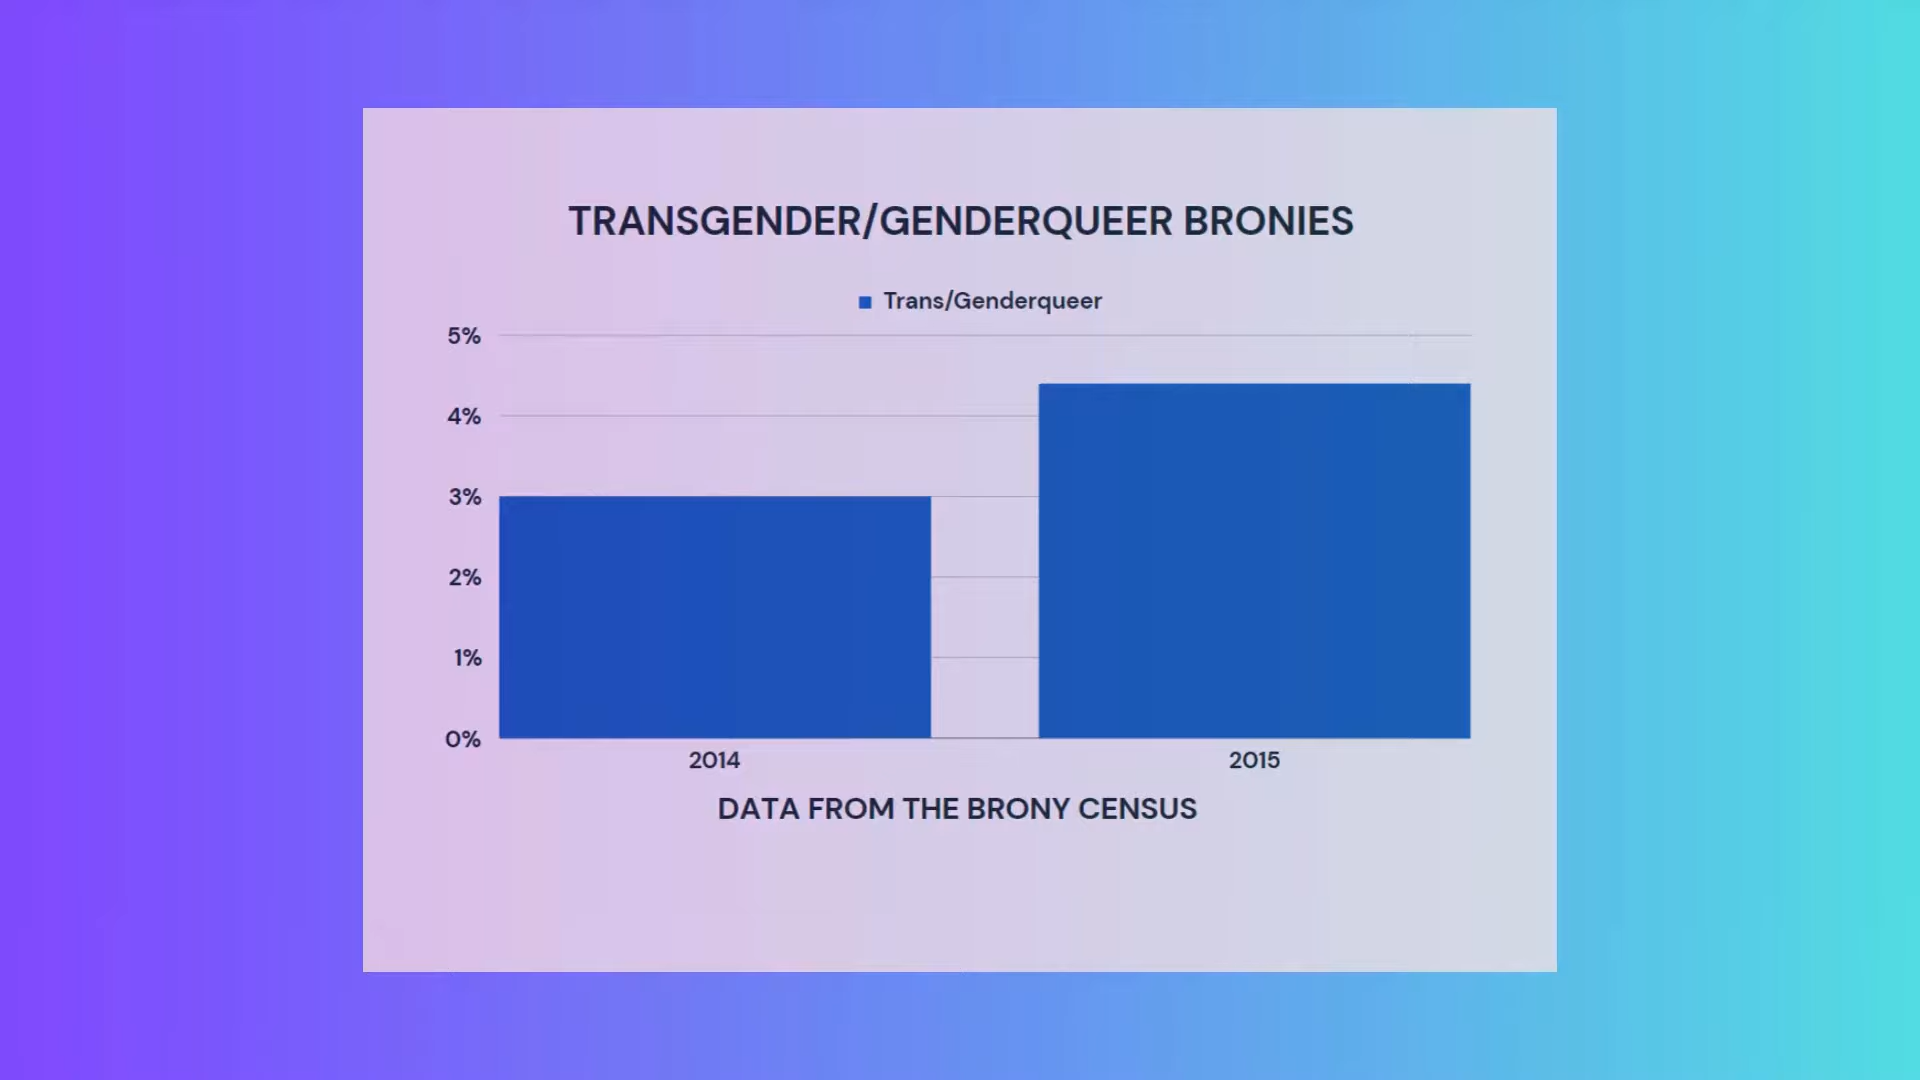 TRANSGENDER/GENDERQUEER BRONIES
Trans/Genderqueer
5%
4%
3%
2%
1%
0%
2014 2015
DATA FROM THE BRONY CENSUS